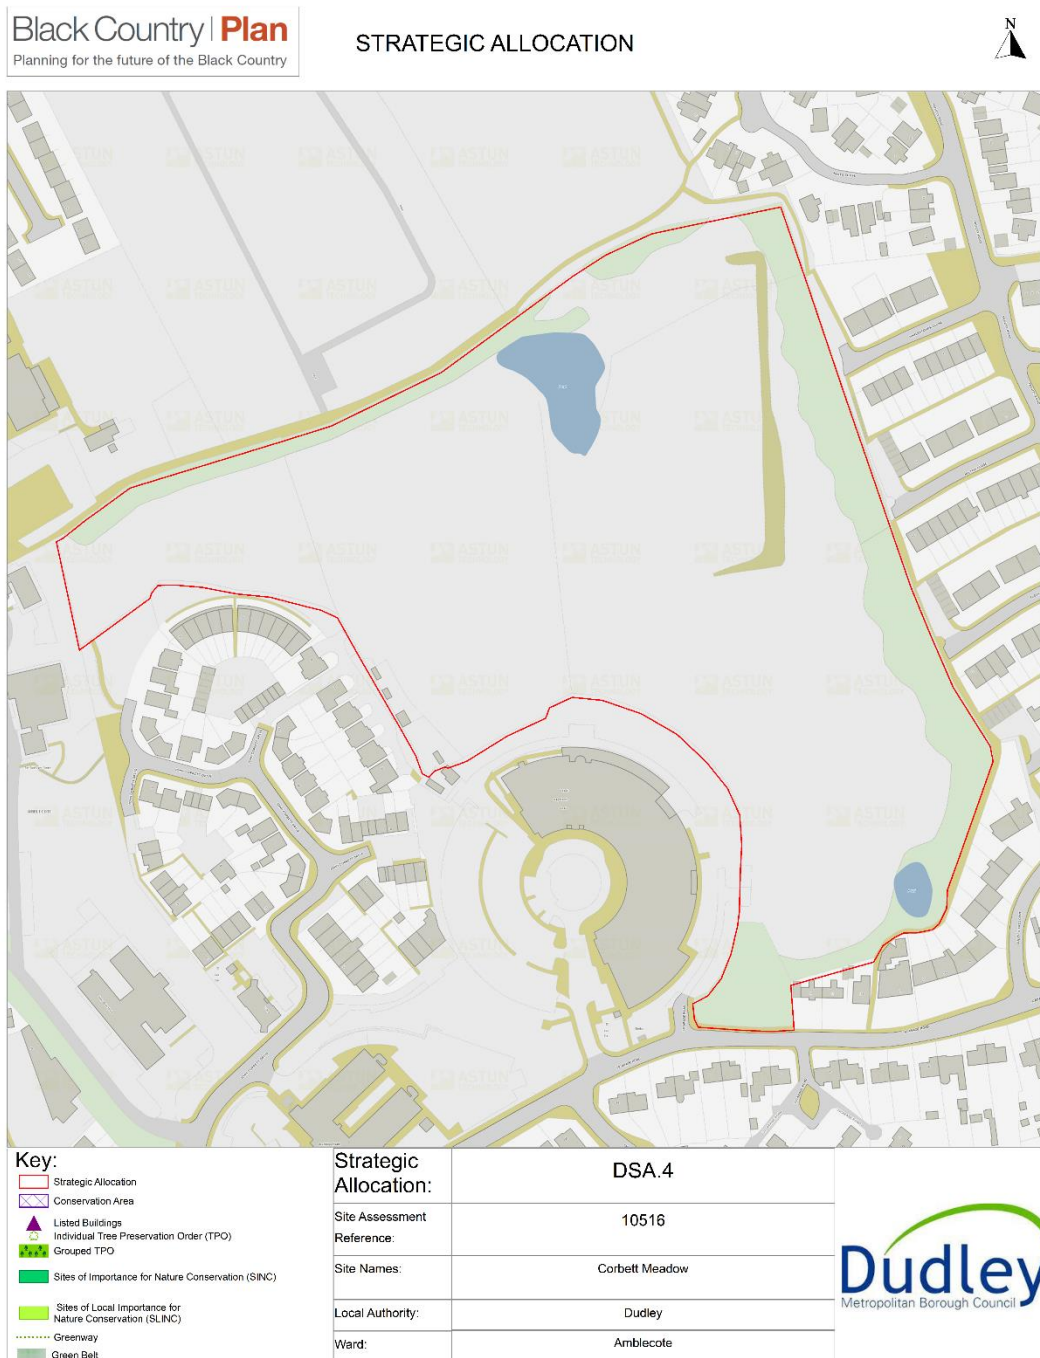 Black Country | Plan
Planning for the future of the Black Country
STRATEGIC ALLOCATION
N
ASTUN
Key:
Strategic Allocation
Conservation Area
Listed Buildings
Individual Tree Preservation Order (TPO)
Grouped TPO
Sites of Importance for Nature Conservation (SINC)
Sites of Local Importance for
Nature Conservation (SLINC)
Greenway
Green Belt
Strategic
Allocation:
DSA.4
Site Assessment
Reference:
10516
Site Names:
Corbett Meadow
Local Authority:
Dudley
Ward:
Amblecote
Dudley
Metropolitan Borough Council